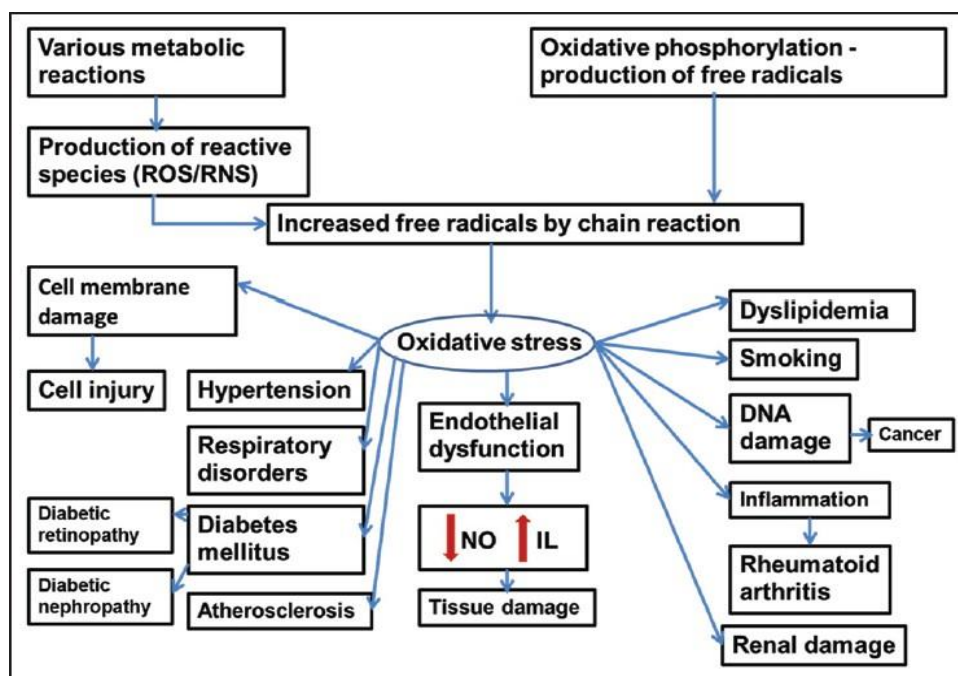 Various metabolic
reactions
Oxidative phosphorylation -
production of free radicals
Production of reactive
species (ROS/RNS)
Increased free radicals by chain reaction
Cell membrane
damage
Cell injury
Oxidative stress
Hypertension
Respiratory
disorders
Diabetes
mellitus
Diabetic
retinopathy
Diabetic
nephropathy
Atherosclerosis
Endothelial
dysfunction
NO IL
Tissue damage
Dyslipidemia
Smoking
DNA
damage
Cancer
Inflammation
Rheumatoid
arthritis
Renal damage